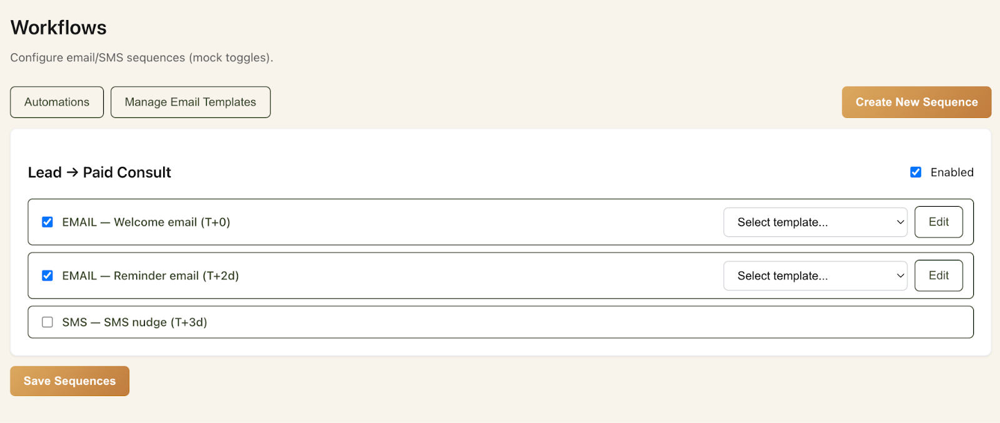 Workflows
Configure email/SMS sequences (mock toggles).
Automations
Manage Email Templates
Create New Sequence
Lead → Paid Consult
Enabled
EMAIL — Welcome email (T+0)
Select template...
Edit
EMAIL — Reminder email (T+2d)
Select template...
Edit
SMS — SMS nudge (T+3d)
Save Sequences